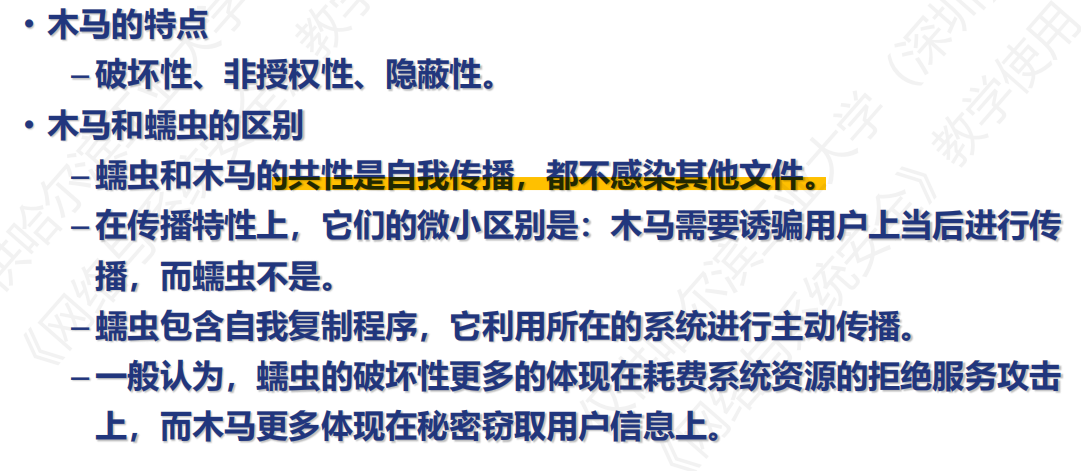 • 木马的特点
– 破坏性、非授权性、隐蔽性。
• 木马和蠕虫的区别
– 蠕虫和木马的共性是自我传播，都不感染其他文件。
– 在传播特性上，它们的微小区别是：木马需要诱骗用户上当后进行传
播，而蠕虫不是。
– 蠕虫包含自我复制程序，它利用所在的系统进行主动传播。
– 一般认为，蠕虫的破坏性更多的体现在耗费系统资源的拒绝服务攻击
上，而木马更多体现在秘密窃取用户信息上。